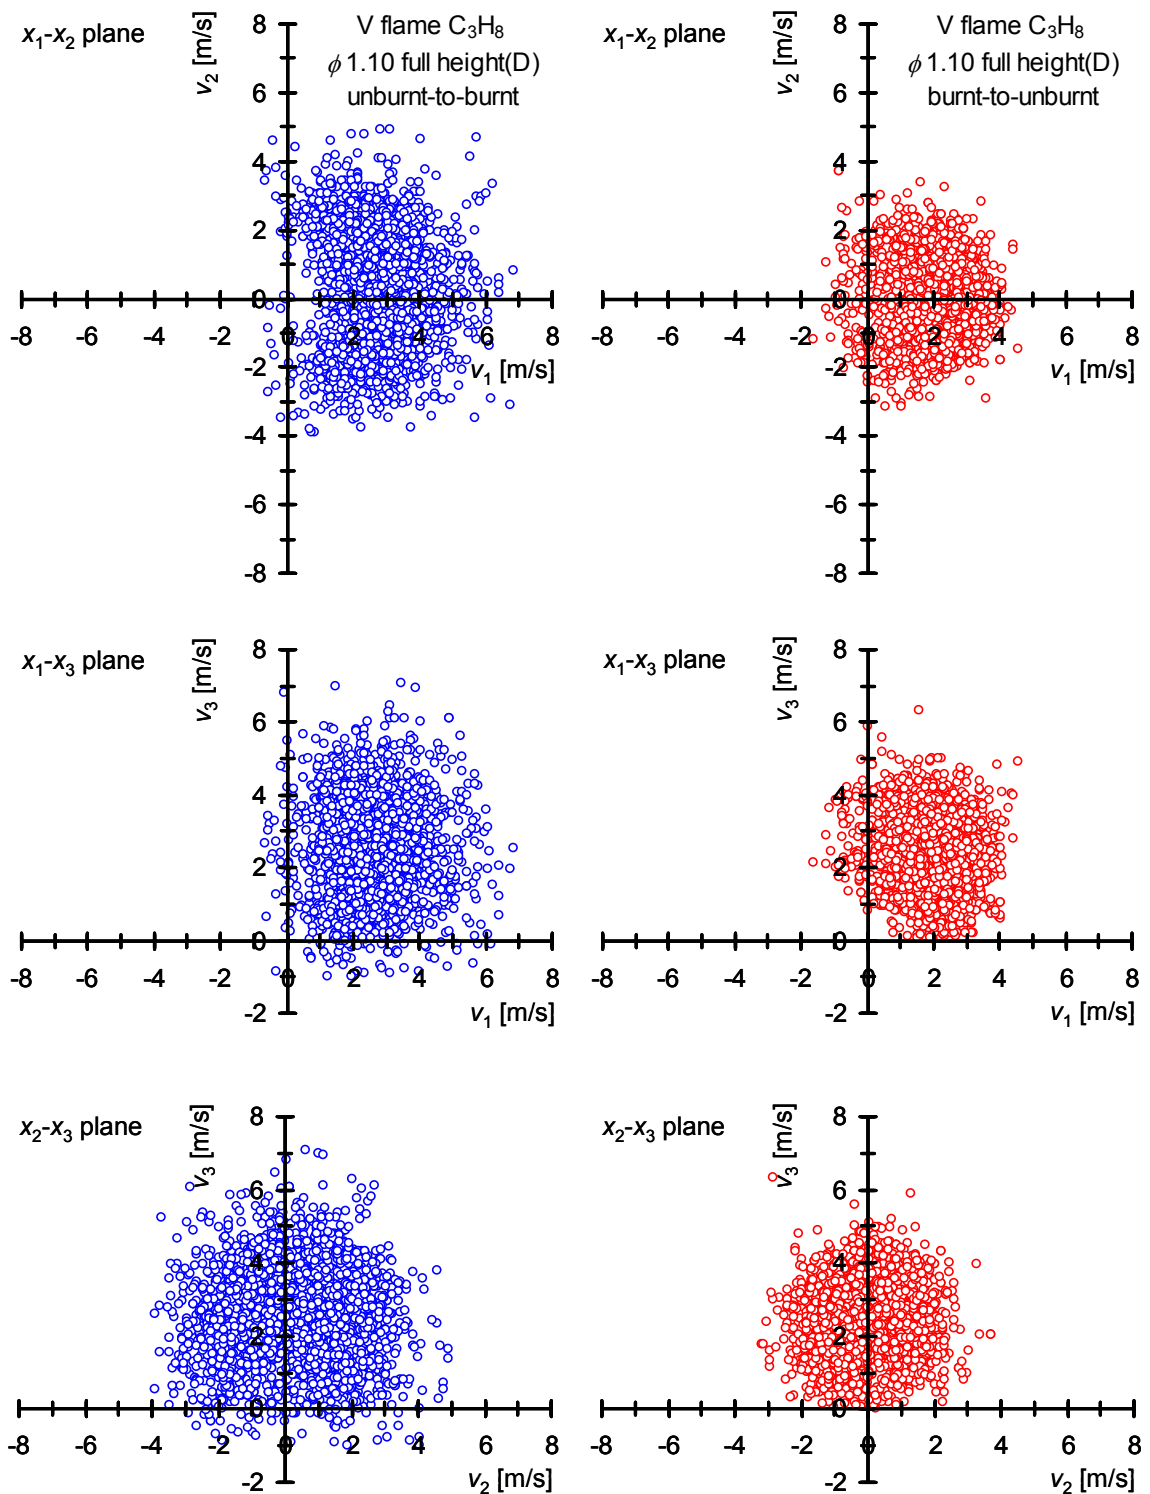 x₁-x₂ plane
v₂ [m/s]
V flame C₃H₈
ϕ 1.10 full height(D)
unburnt-to-burnt
8
6
4
2
0
-2
-4
-6
-8
-8 -6 -4 -2 0 2 4 6 8
v₁ [m/s]
x₁-x₂ plane
v₂ [m/s]
V flame C₃H₈
ϕ 1.10 full height(D)
burnt-to-unburnt
8
6
4
2
0
-2
-4
-6
-8
-8 -6 -4 -2 0 2 4 6 8
v₁ [m/s]
x₁-x₃ plane
v₃ [m/s]
8
6
4
2
0
-2
-8 -6 -4 -2 0 2 4 6 8
v₁ [m/s]
x₁-x₃ plane
v₃ [m/s]
8
6
4
2
0
-2
-8 -6 -4 -2 0 2 4 6 8
v₁ [m/s]
x₂-x₃ plane
v₃ [m/s]
8
6
4
2
0
-2
-8 -6 -4 -2 0 2 4 6 8
v₂ [m/s]
x₂-x₃ plane
v₃ [m/s]
8
6
4
2
0
-2
-8 -6 -4 -2 0 2 4 6 8
v₂ [m/s]